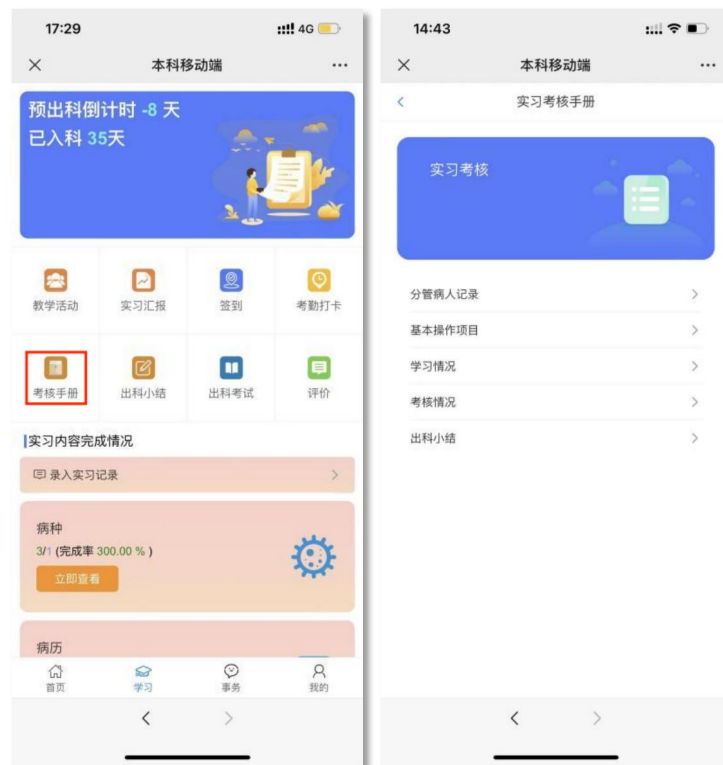 17:29
4G
本科移动端
预出科倒计时 -8 天
已入科 35天
教学活动
实习汇报
签到
考勤打卡
考核手册
出科小结
出科考试
评价
实习内容完成情况
录入实习记录
病种
3/1 (完成率 300.00 % )
立即查看
病历
首页
学习
事务
我的
14:43
本科移动端
实习考核手册
实习考核
分管病人记录
基本操作项目
学习情况
考核情况
出科小结